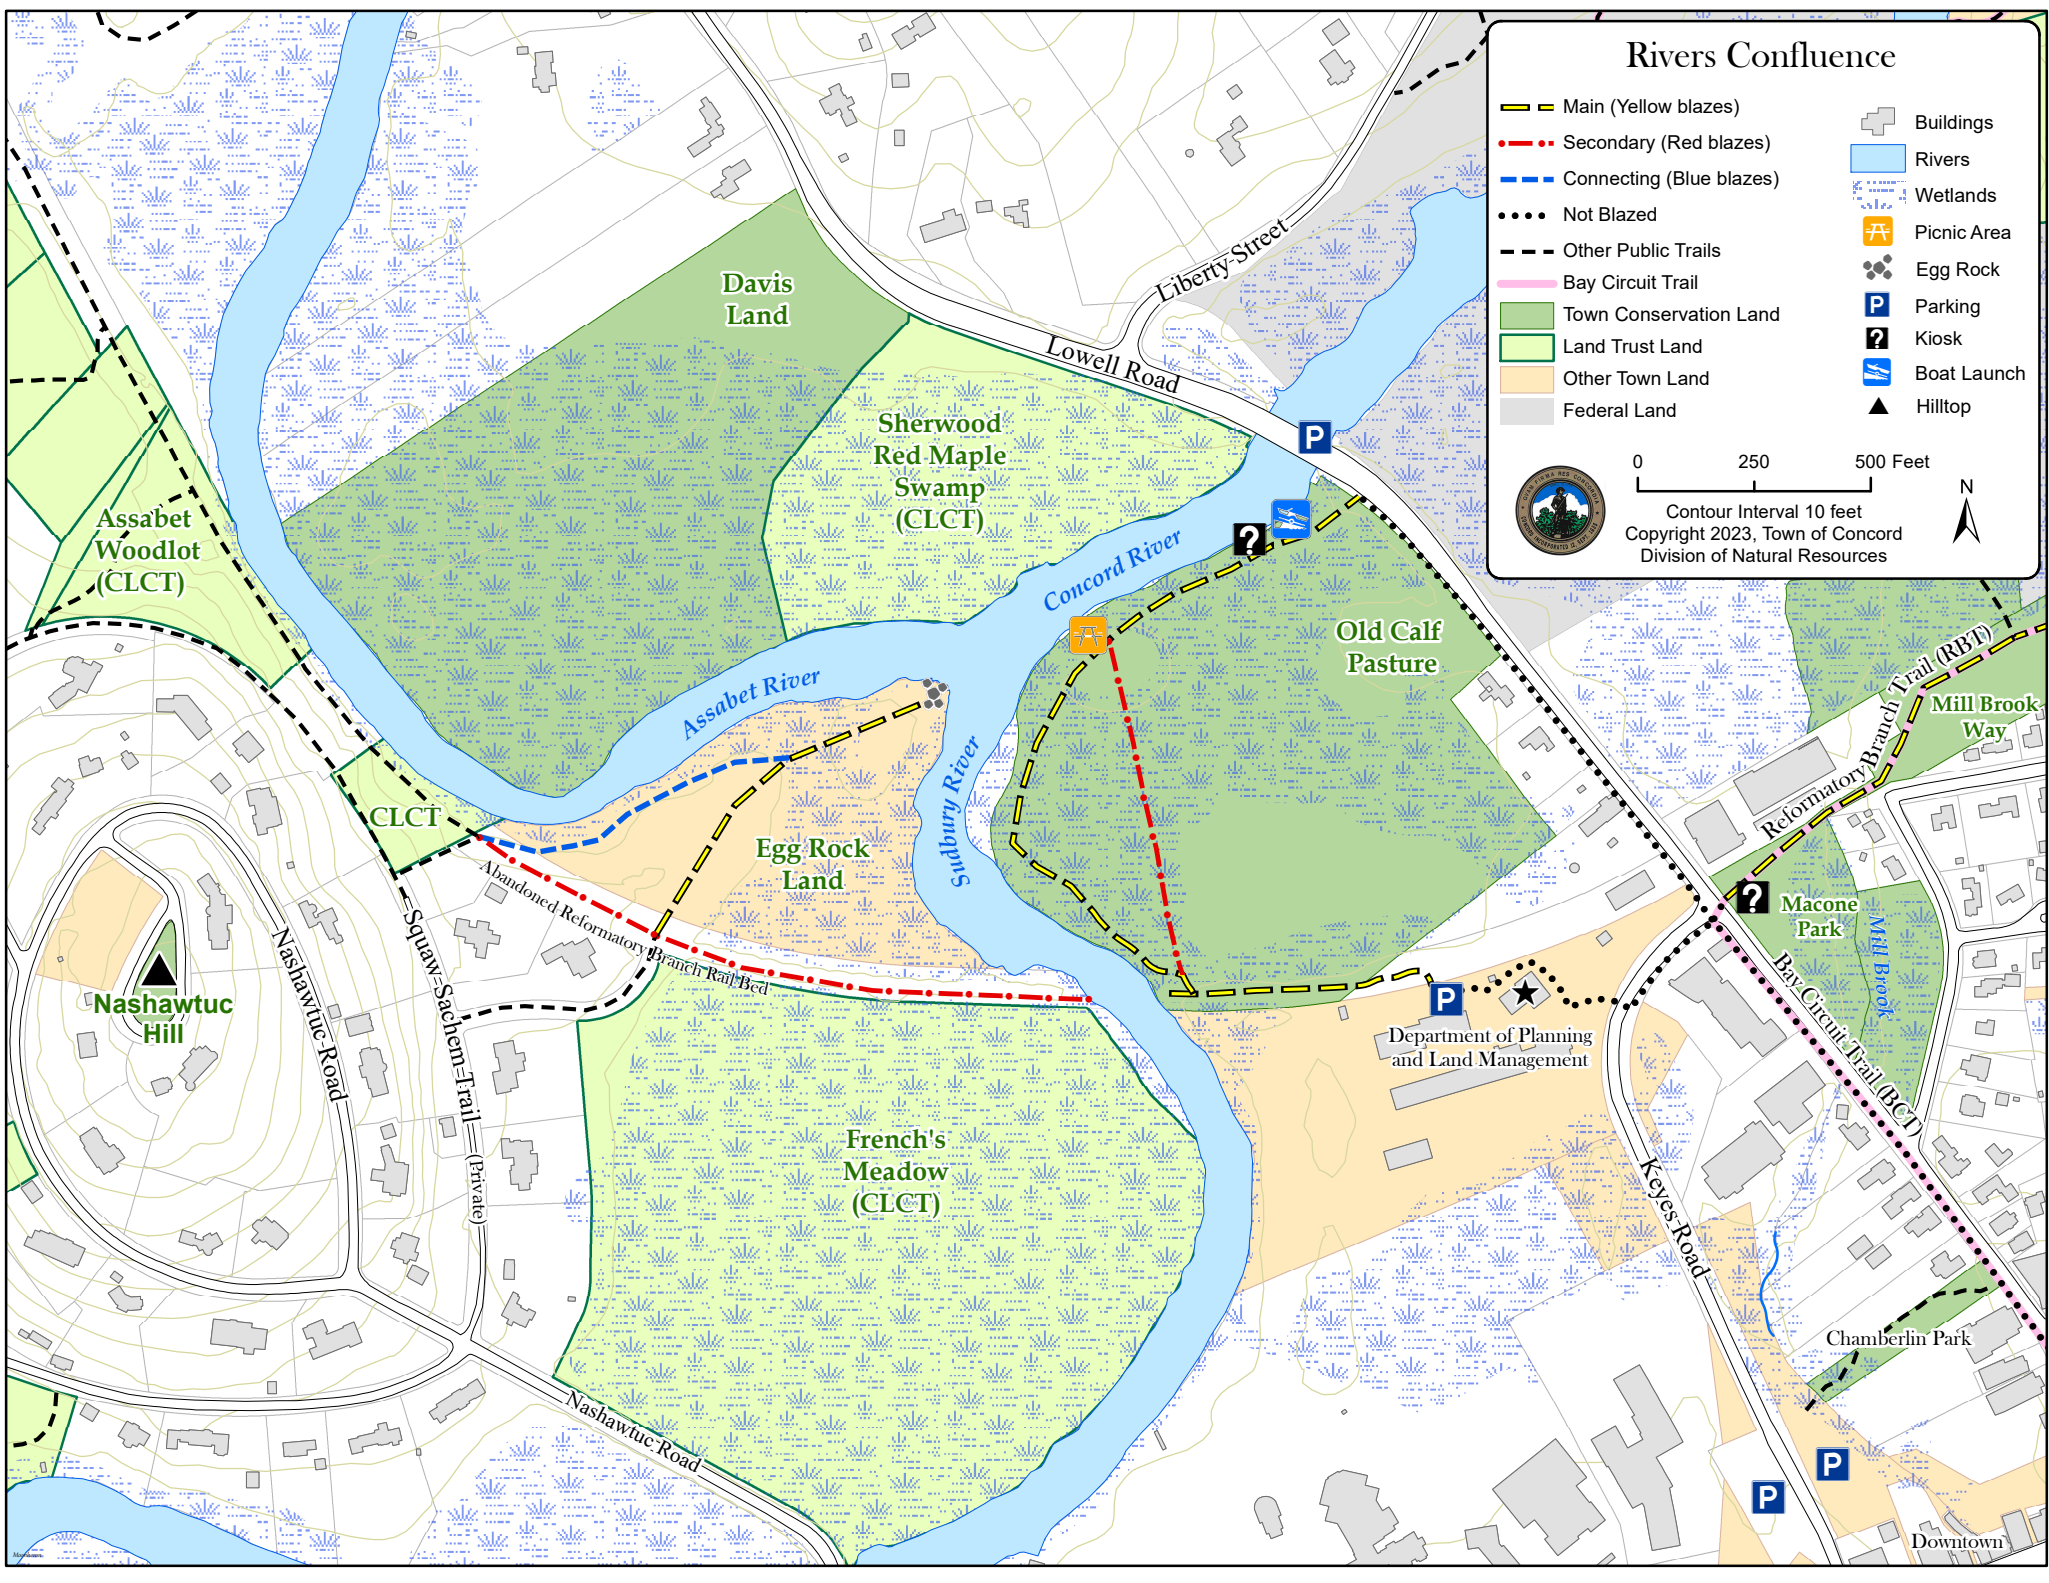 Rivers Confluence
Main (Yellow blazes)
Secondary (Red blazes)
Connecting (Blue blazes)
Not Blazed
Other Public Trails
Bay Circuit Trail
Town Conservation Land
Land Trust Land
Other Town Land
Federal Land
Buildings
Rivers
Wetlands
Picnic Area
Egg Rock
P
Parking
?
Kiosk
Boat Launch
Hilltop
0 250 500 Feet
N
Contour Interval 10 feet
Copyright 2023, Town of Concord
Division of Natural Resources
Davis
Land
Liberty Street
Lowell Road
Sherwood
Red Maple
Swamp
(CLCT)
P
?
Concord River
Assabet
Woodlot
(CLCT)
Old Calf
Pasture
Assabet River
Reformatory Branch Trail (RBT)
Mill Brook
Way
Sudbury River
CLCT
Egg Rock
Land
Abandoned Reformatory Branch Rail Bed
?
Macone
Park
Mill Brook
Squaw Sachem Trail
(Private)
Nashawtuc Road
Nashawtuc
Hill
P
Department of Planning
and Land Management
Bay Circuit Trail (BCT)
French's
Meadow
(CLCT)
Keyes Road
Chamberlin Park
Nashawtuc Road
P
P
Downtown